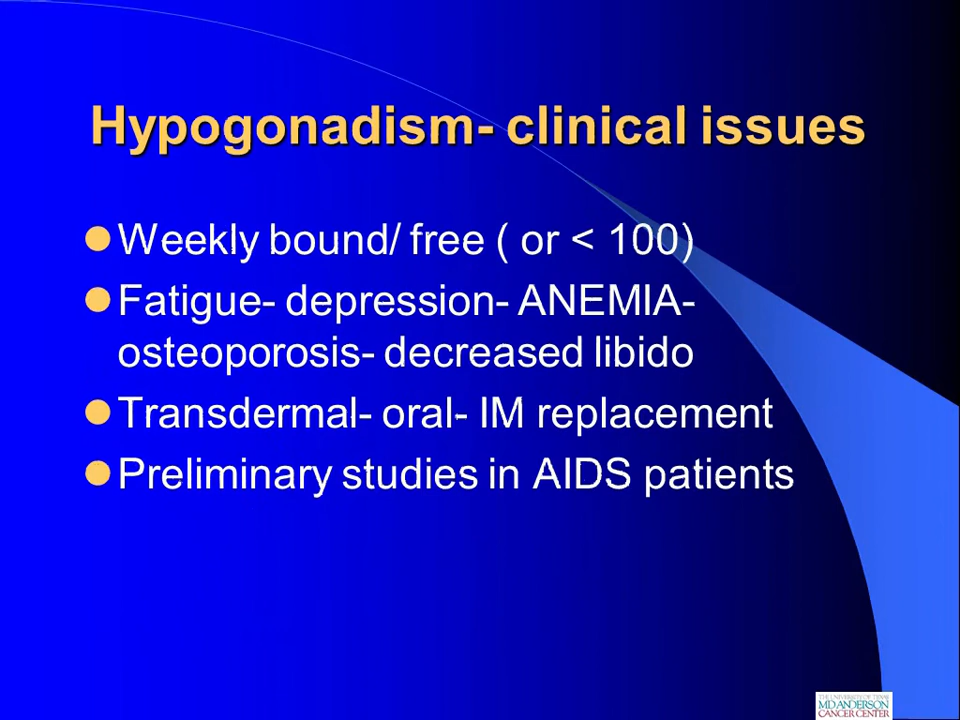 Hypogonadism- clinical issues
Weekly bound/ free ( or < 100)
Fatigue- depression- ANEMIA-
osteoporosis- decreased libido
Transdermal- oral- IM replacement
Preliminary studies in AIDS patients
THE UNIVERSITY OF TEXAS
MD ANDERSON
CANCER CENTER